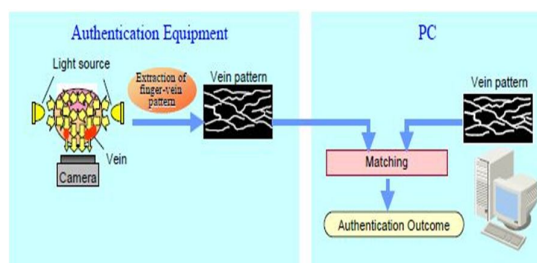 Authentication Equipment
PC
Light source
Extraction of
finger-vein
pattern
Vein pattern
Vein
Camera
Vein pattern
Matching
Authentication Outcome